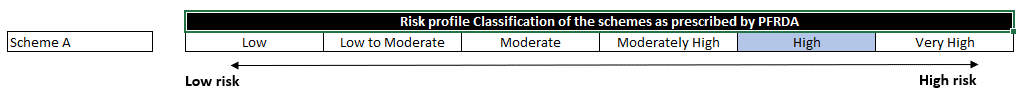 Risk profile Classification of the schemes as prescribed by PFRDA
Scheme A
Low
Low to Moderate
Moderate
Moderately High
High
Very High
Low risk
High risk